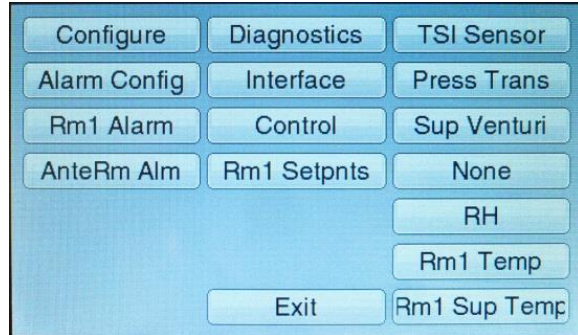 Configure Diagnostics TSI Sensor
Alarm Config Interface Press Trans
Rm1 Alarm Control Sup Venturi
AnteRm Alm Rm1 Setpnts None
RH
Rm1 Temp
Exit Rm1 Sup Temp